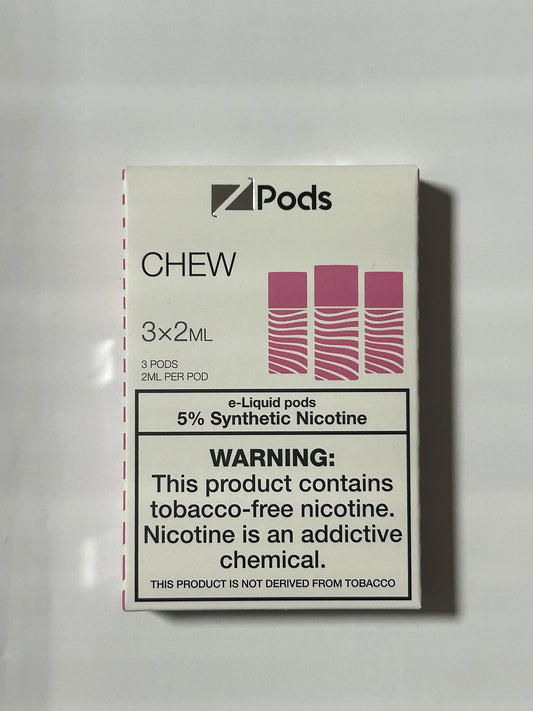 ZPods
CHEW
3×2ML
3 PODS
2ML PER POD
e-Liquid pods
5% Synthetic Nicotine
WARNING:
This product contains
tobacco-free nicotine.
Nicotine is an addictive
chemical.
THIS PRODUCT IS NOT DERIVED FROM TOBACCO